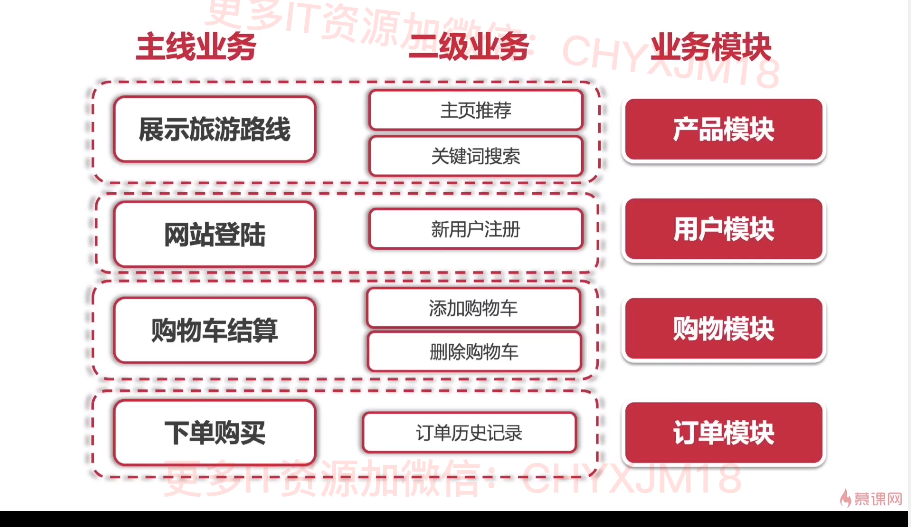 更多IT资源加微信：CHYXJM18
主线业务 二级业务 业务模块
展示旅游路线 主页推荐 产品模块
关键词搜索
网站登陆 新用户注册 用户模块
购物车结算 添加购物车 购物模块
删除购物车
下单购买 订单历史记录 订单模块
更多IT资源加微信：CHYXJM18
慕课网